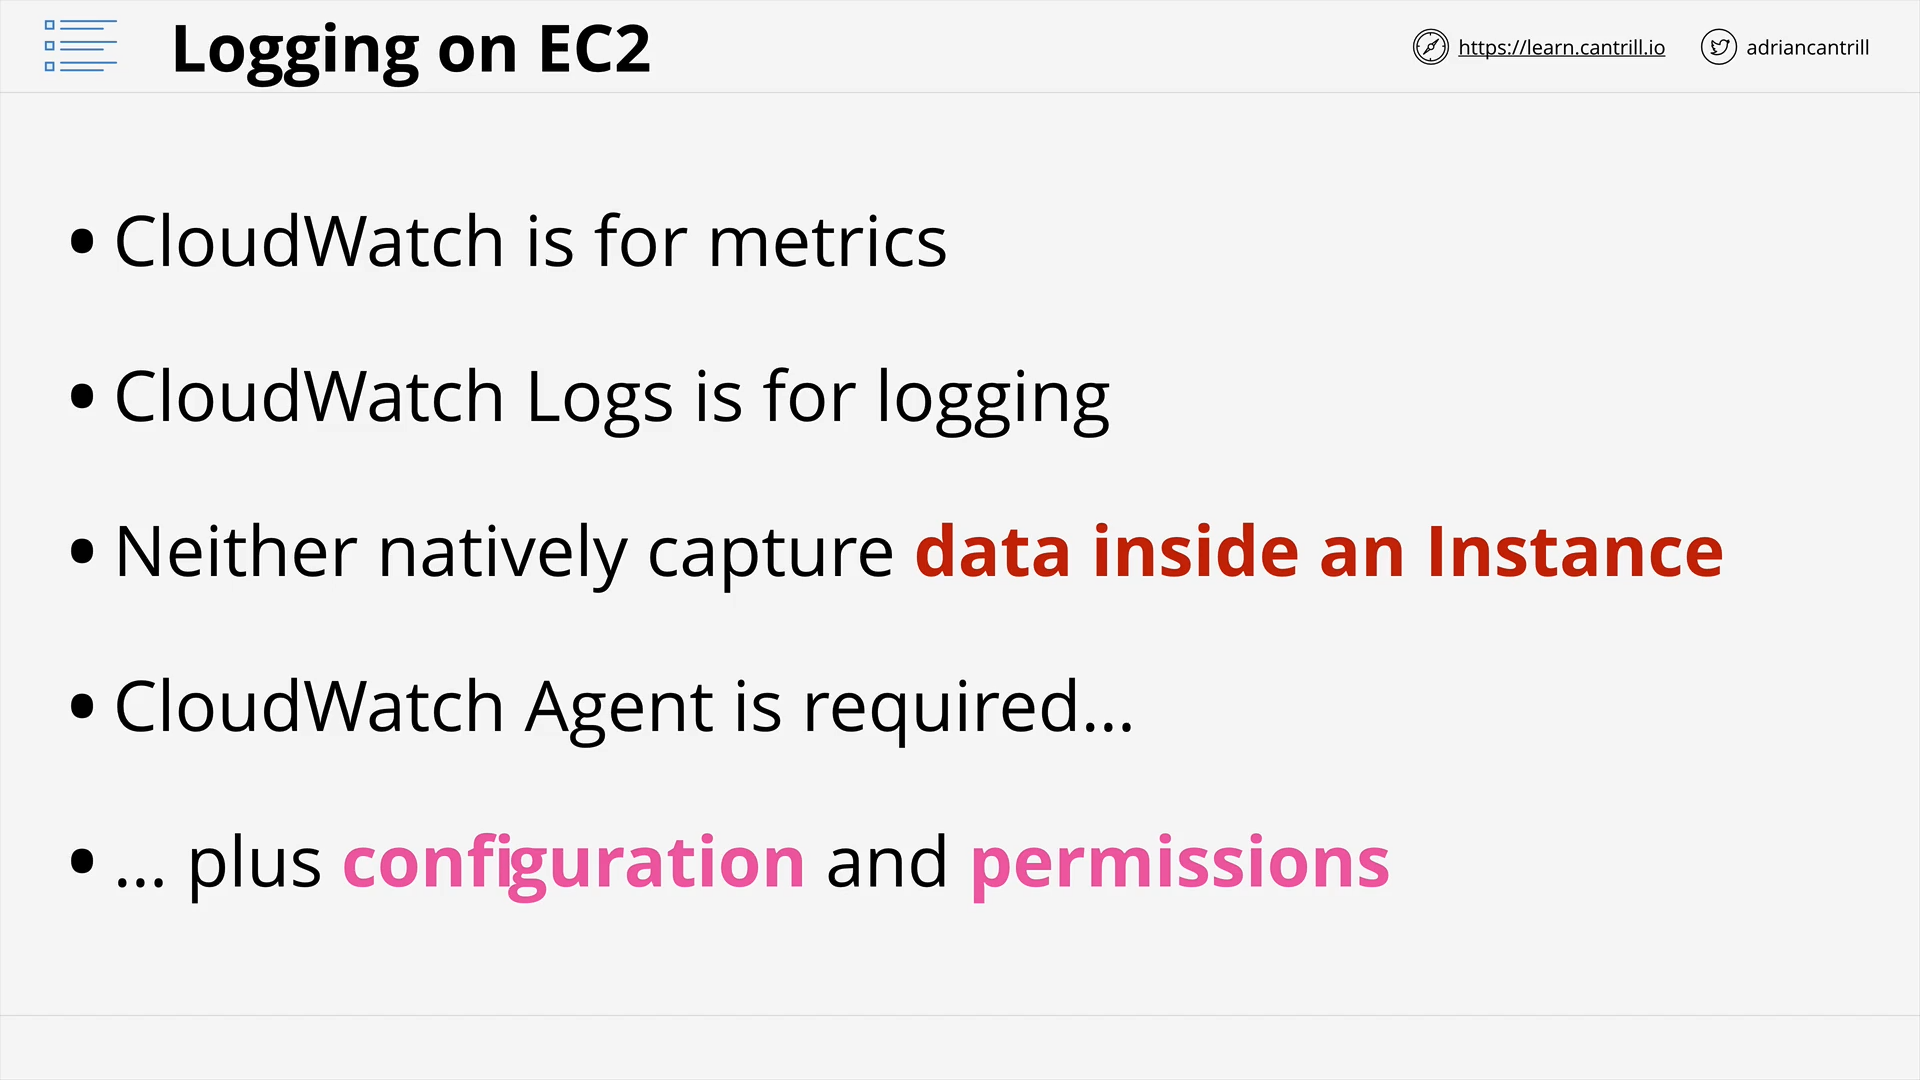 Logging on EC2
https://learn.cantrill.io
adriancantrill
• CloudWatch is for metrics
• CloudWatch Logs is for logging
• Neither natively capture data inside an Instance
• CloudWatch Agent is required...
• ... plus configuration and permissions